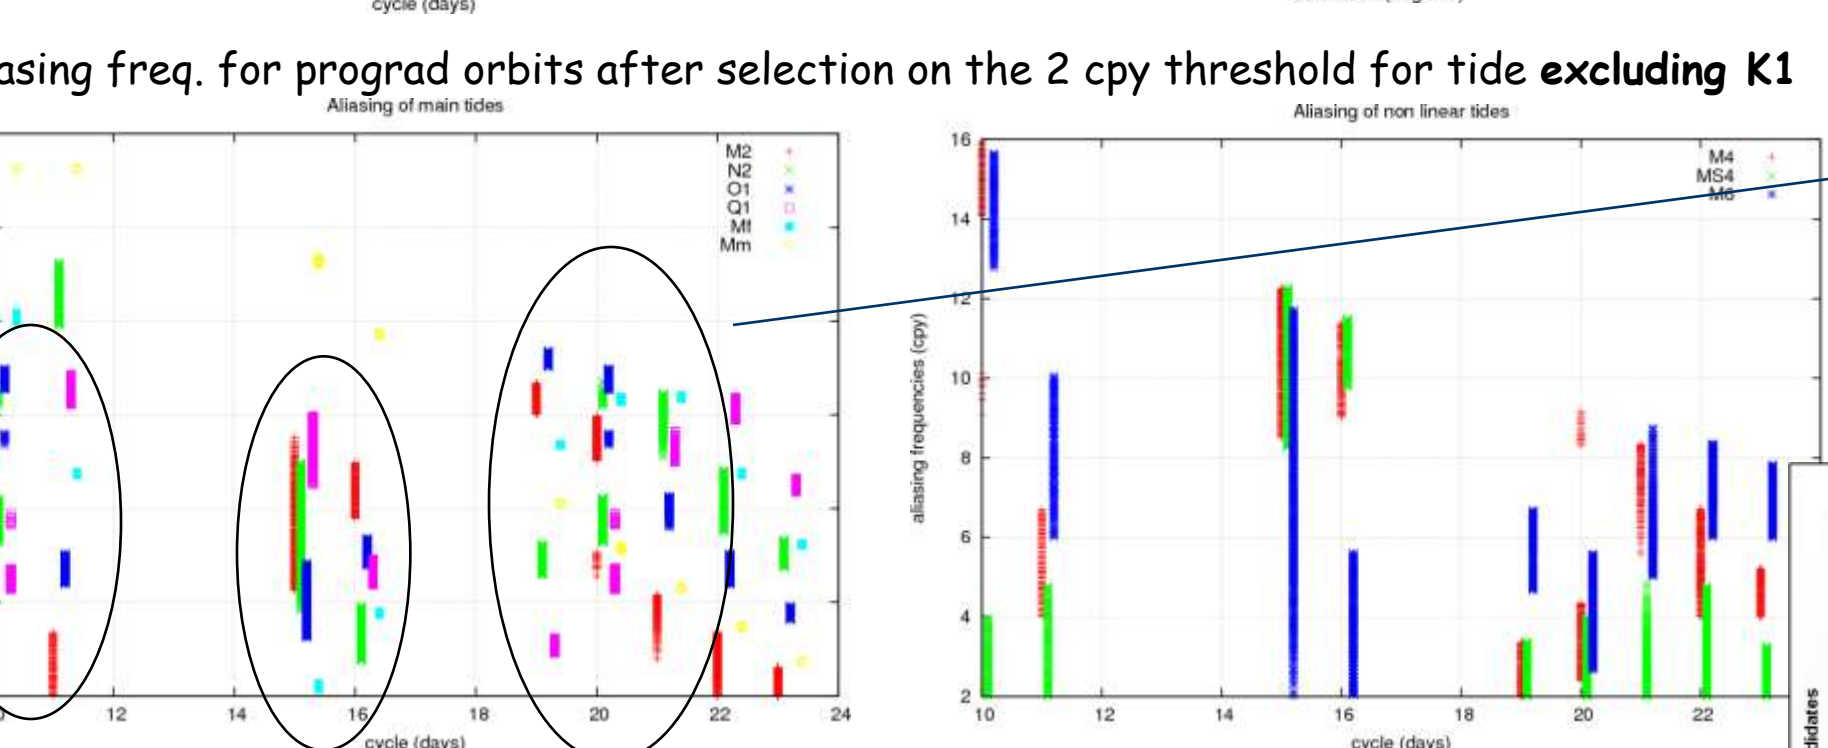 cycle (days)
asing freq. for prograd orbits after selection on the 2 cpy threshold for tide excluding K1
Aliasing of main tides
M2
N2
O1
Q1
Mf
Mm
12 14 16 18 20 22 24
cycle (days)
Aliasing of non linear tides
M4
MS4
M6
aliasing frequencies (cpy)
16
14
12
10
8
6
4
2
10 12 14 16 18 20 22
cycle (days)
didates